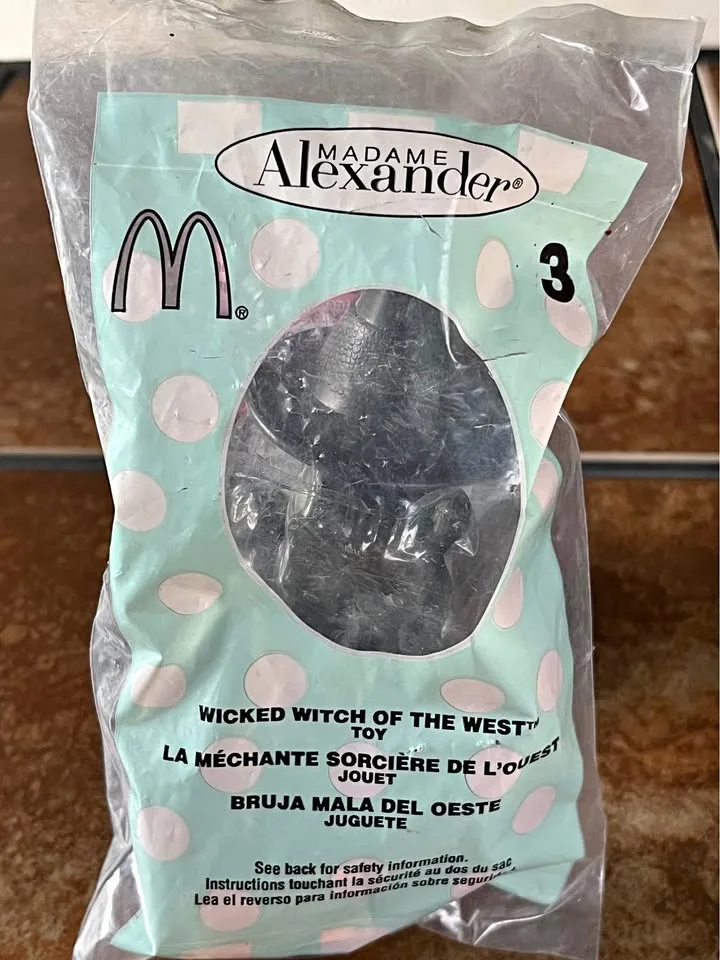 MADAME
Alexander®
M®
3
WICKED WITCH OF THE WEST™
TOY
LA MÉCHANTE SORCIÈRE DE L'OUEST
JOUET
BRUJA MALA DEL OESTE
JUGUETE
See back for safety information.
Instructions touchant la sécurité au dos du sac
Lea el reverso para información sobre